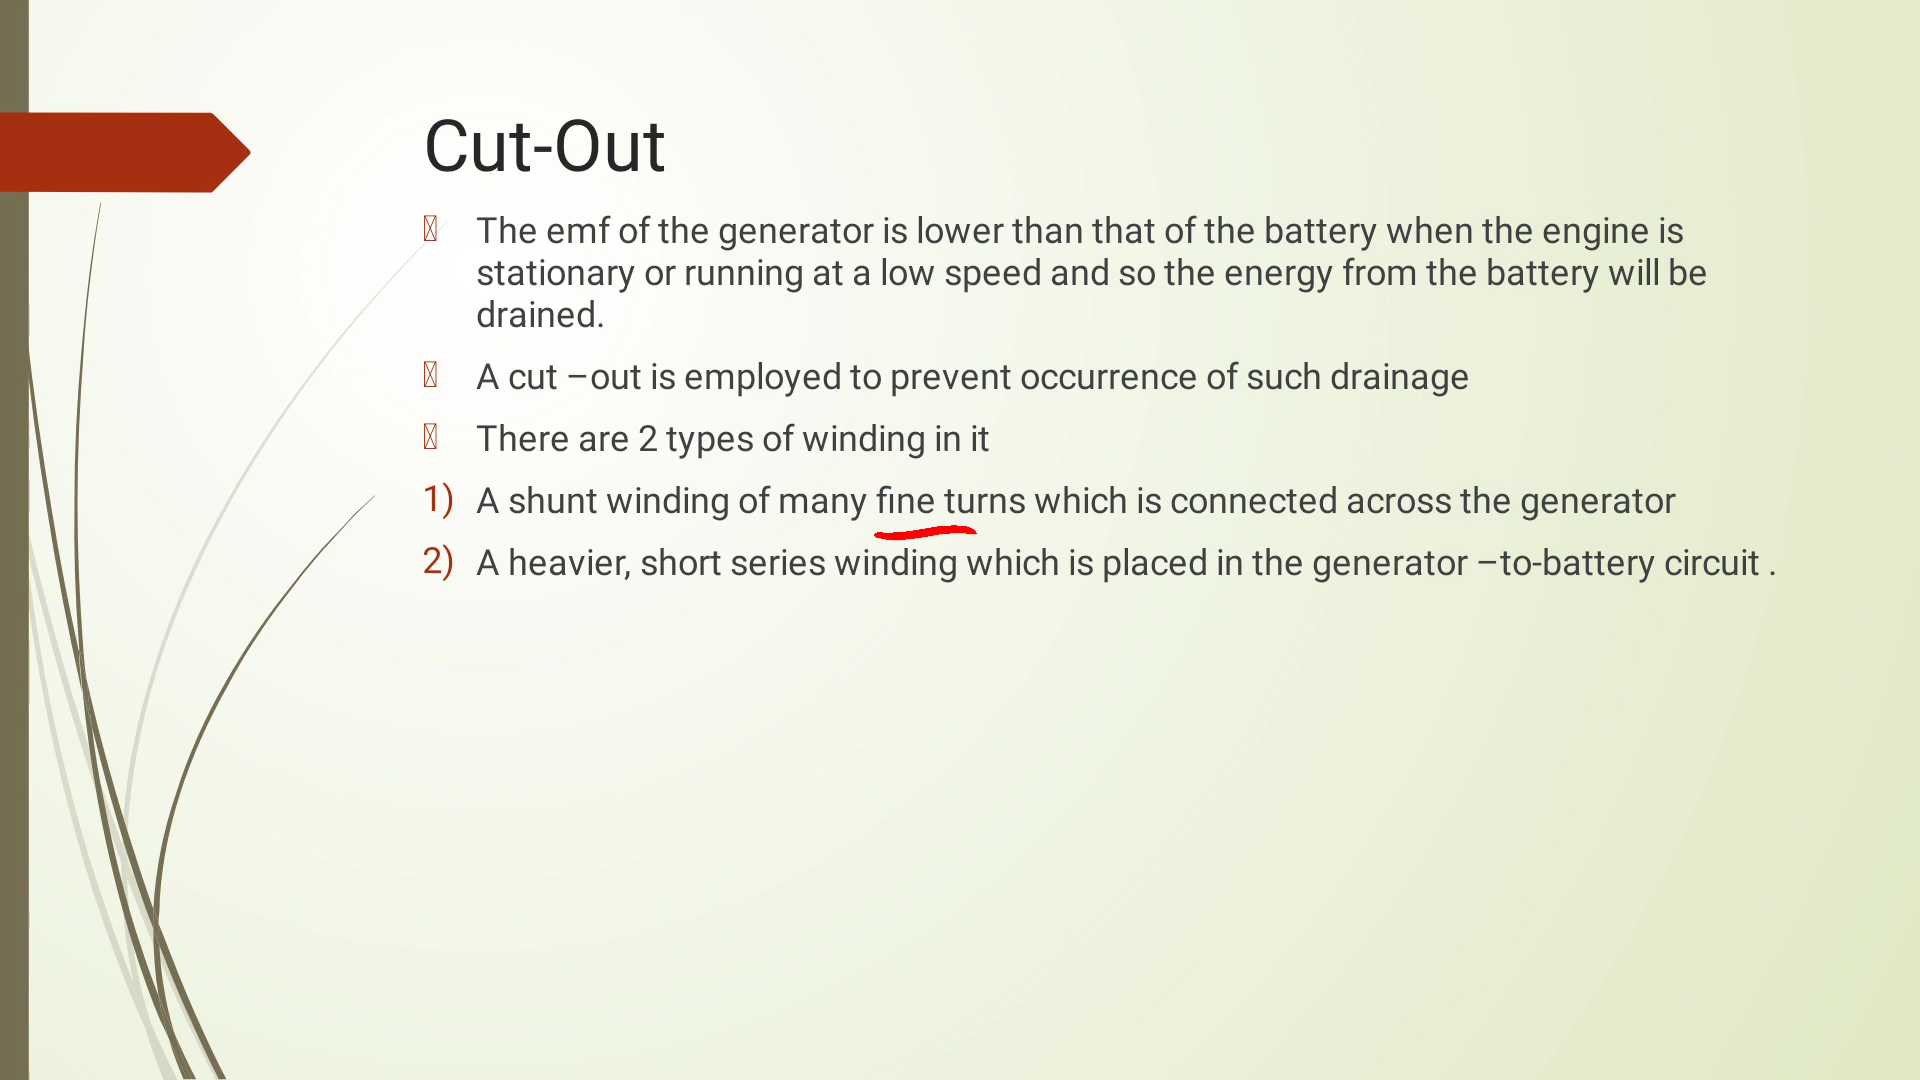 Cut-Out
The emf of the generator is lower than that of the battery when the engine is
stationary or running at a low speed and so the energy from the battery will be
drained.
A cut –out is employed to prevent occurrence of such drainage
There are 2 types of winding in it
1) A shunt winding of many fine turns which is connected across the generator
2) A heavier, short series winding which is placed in the generator –to-battery circuit .